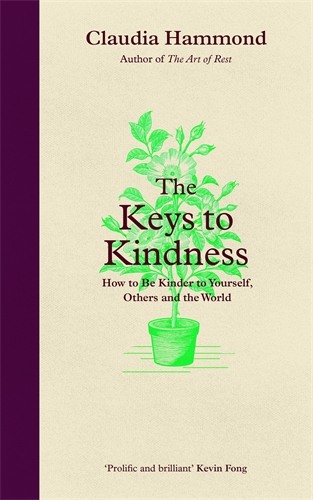 Claudia Hammond
Author of The Art of Rest
The
Keys to
Kindness
How to Be Kinder to Yourself,
Others and the World
‘Prolific and brilliant’ Kevin Fong